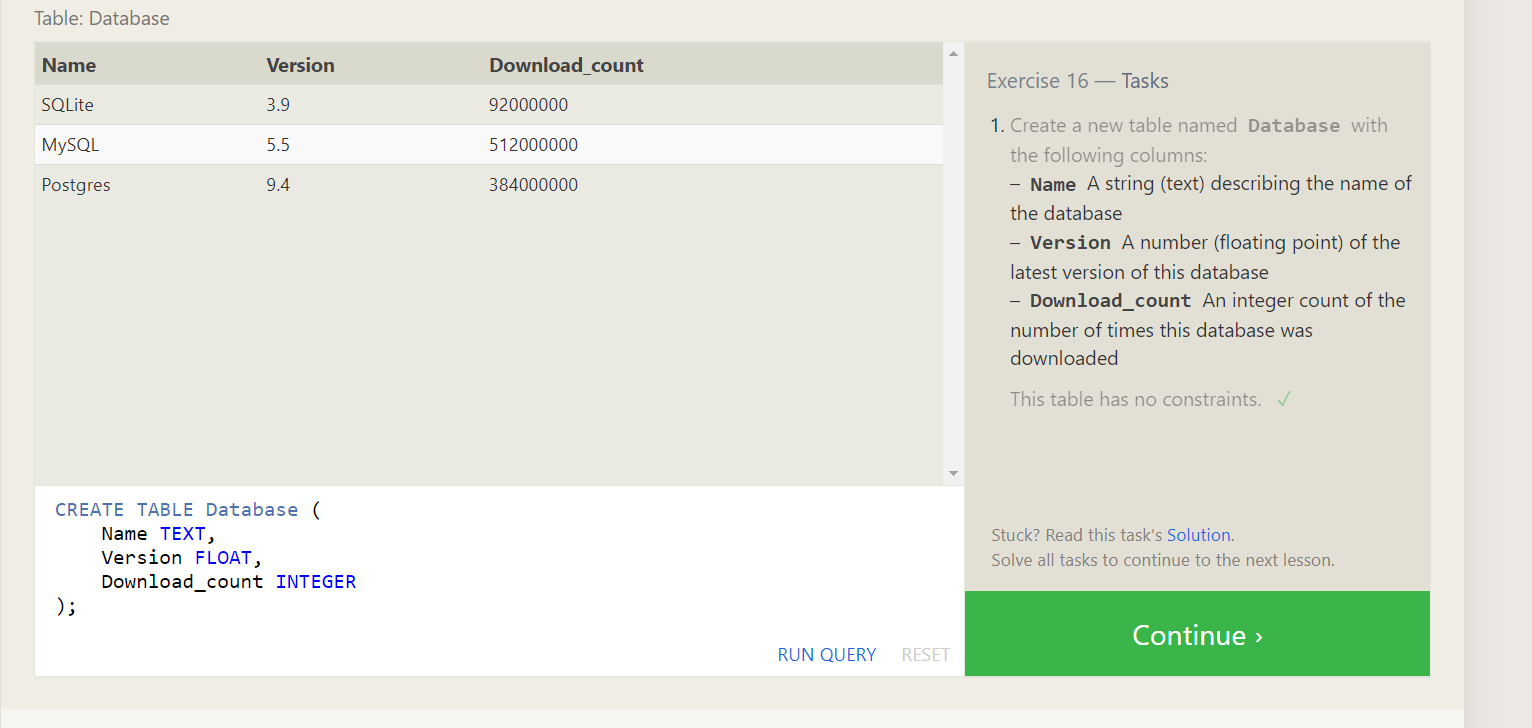 Table: Database
Name Version Download_count
SQLite 3.9 92000000
MySQL 5.5 512000000
Postgres 9.4 384000000
CREATE TABLE Database (
    Name TEXT,
    Version FLOAT,
    Download_count INTEGER
);
RUN QUERY RESET
Exercise 16 — Tasks
1. Create a new table named Database with
the following columns:
– Name A string (text) describing the name of
the database
– Version A number (floating point) of the
latest version of this database
– Download_count An integer count of the
number of times this database was
downloaded
This table has no constraints. ✓
Stuck? Read this task's Solution.
Solve all tasks to continue to the next lesson.
Continue ›